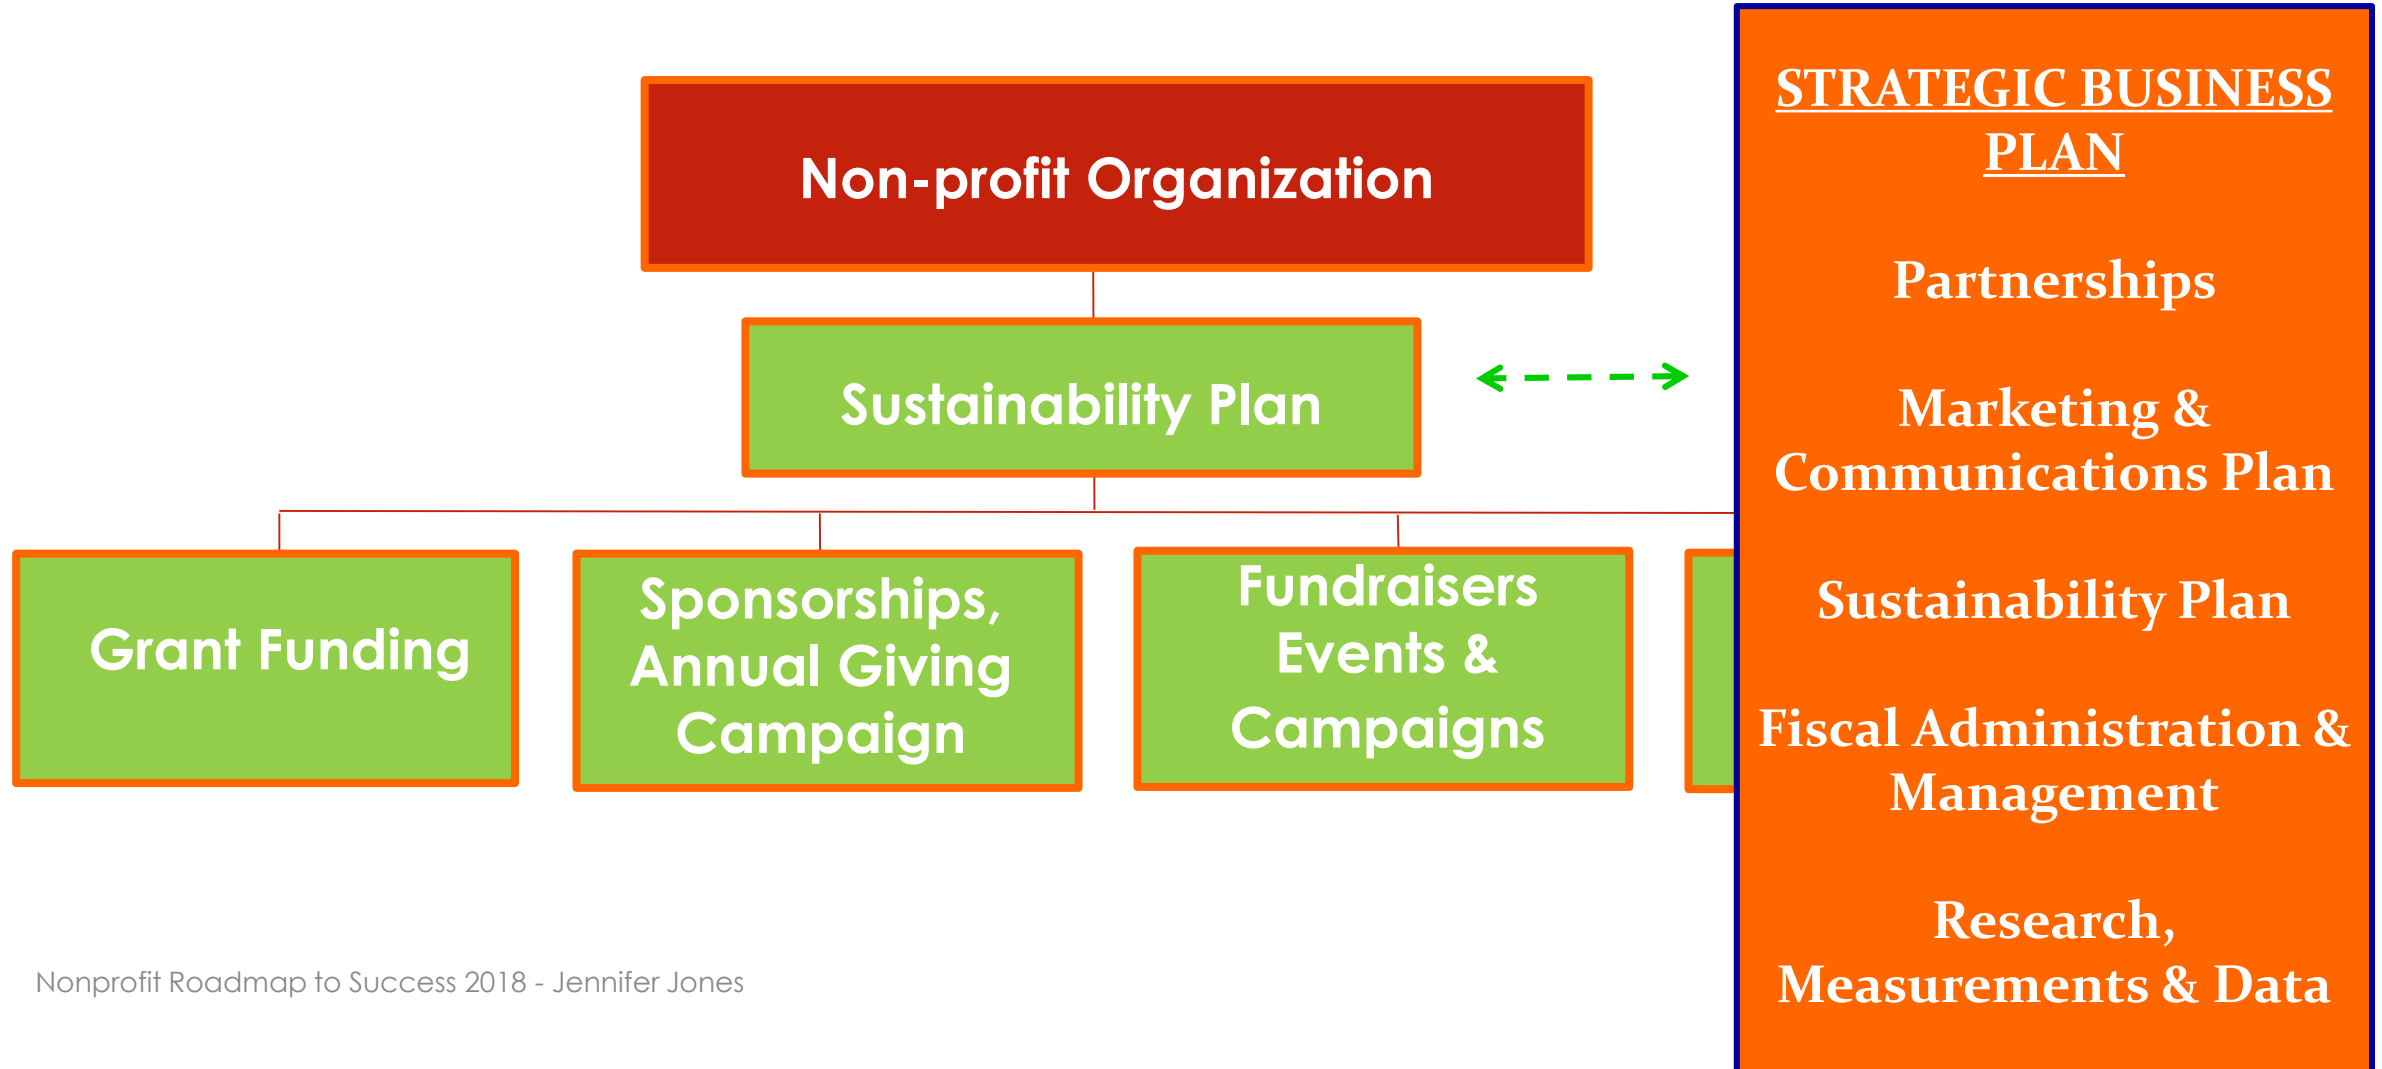 Non-profit Organization
Sustainability Plan
Grant Funding
Sponsorships,
Annual Giving
Campaign
Fundraisers
Events &
Campaigns
STRATEGIC BUSINESS
PLAN
Partnerships
Marketing &
Communications Plan
Sustainability Plan
Fiscal Administration &
Management
Research,
Measurements & Data
Nonprofit Roadmap to Success 2018 - Jennifer Jones